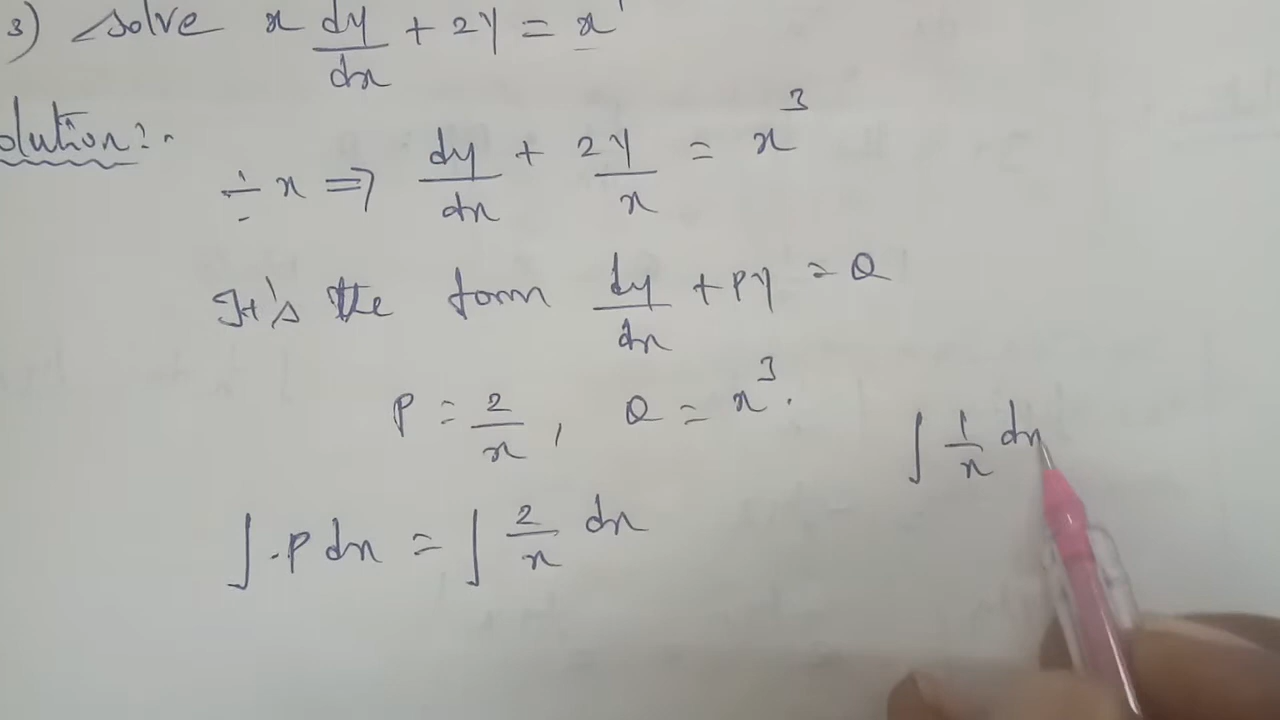 3) Solve x dy/dx + 2y = x
olution:-
÷ x ⇒ dy/dx + 2y/x = x³
It's the form dy/dx + Py = Q
P = 2/x , Q = x³.
∫ 1/x dx
∫ P dx = ∫ 2/x dx